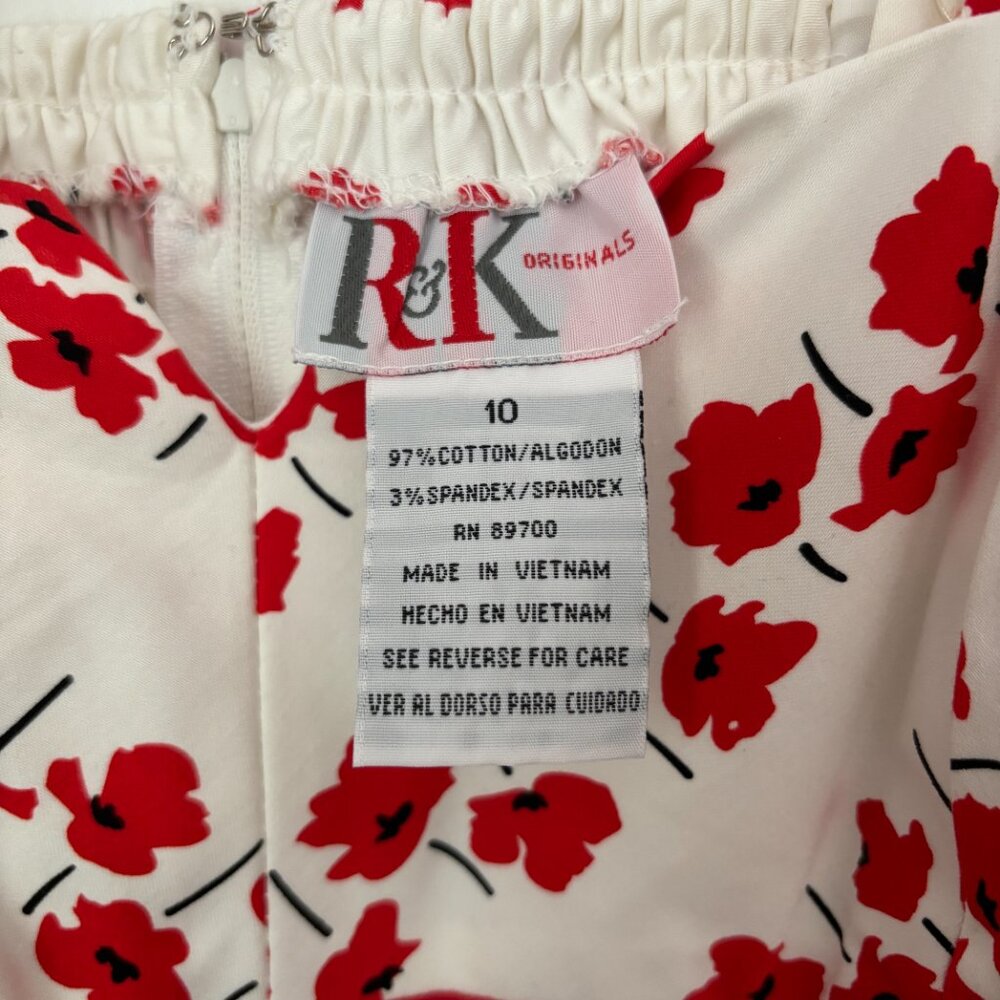 R&K ORIGINALS
10
97%COTTON/ALGODON
3%SPANDEX/SPANDEX
RN 89700
MADE IN VIETNAM
HECHO EN VIETNAM
SEE REVERSE FOR CARE
VER AL DORSO PARA CUIDADO